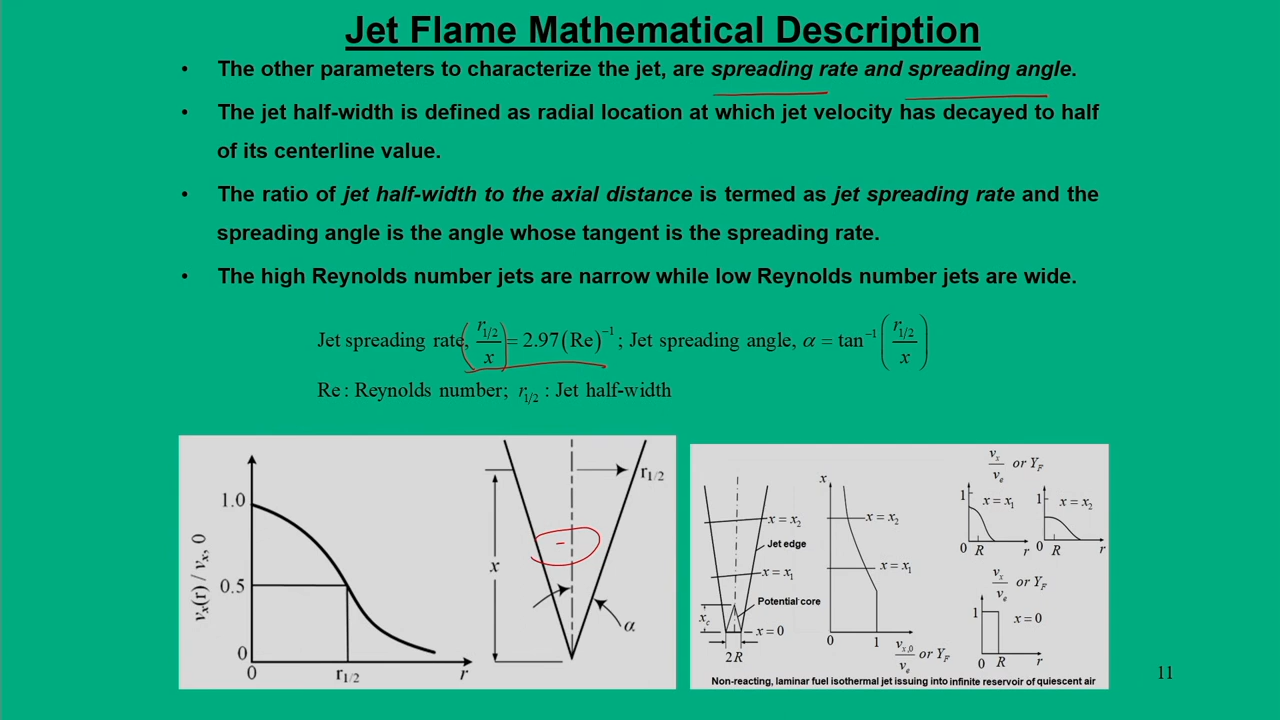 Jet Flame Mathematical Description
• The other parameters to characterize the jet, are spreading rate and spreading angle.
• The jet half-width is defined as radial location at which jet velocity has decayed to half
of its centerline value.
• The ratio of jet half-width to the axial distance is termed as jet spreading rate and the
spreading angle is the angle whose tangent is the spreading rate.
• The high Reynolds number jets are narrow while low Reynolds number jets are wide.
Jet spreading rate, (r1/2 / x) = 2.97(Re)^−1 ; Jet spreading angle, α = tan^−1 (r1/2 / x)
Re : Reynolds number; r1/2 : Jet half-width
1.0
0.5
0
0
r1/2
r
vx(r) / vx, 0
x
r1/2
α
x = x2
Jet edge
x = x1
Potential core
xc
x = 0
2R
x
x = x2
x = x1
0
1
vx,0 / ve or YF
vx / ve or YF
1
x = x1
0 R r
1
x = x2
0 R r
vx / ve or YF
1
x = 0
0 R r
Non-reacting, laminar fuel isothermal jet issuing into infinite reservoir of quiescent air
11